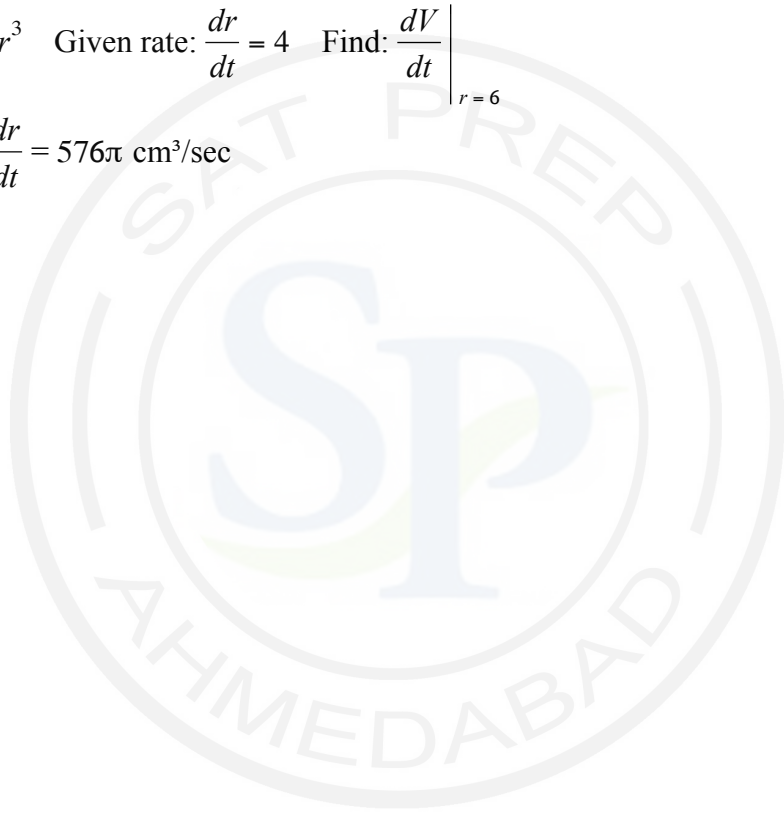 r³ Given rate: dr/dt = 4 Find: dV/dt |r = 6
dr/dt = 576π cm³/sec
SAT PREP
SP
AHMEDABAD